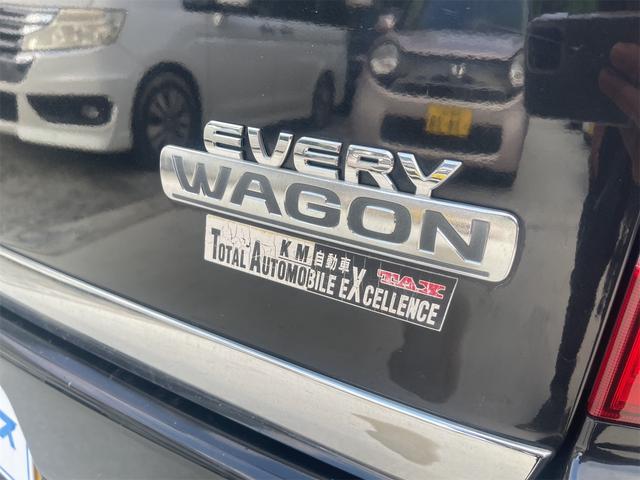 EVERY
WAGON
KM自動車 TAX
TOTAL AUTOMOBILE EXCELLENCE